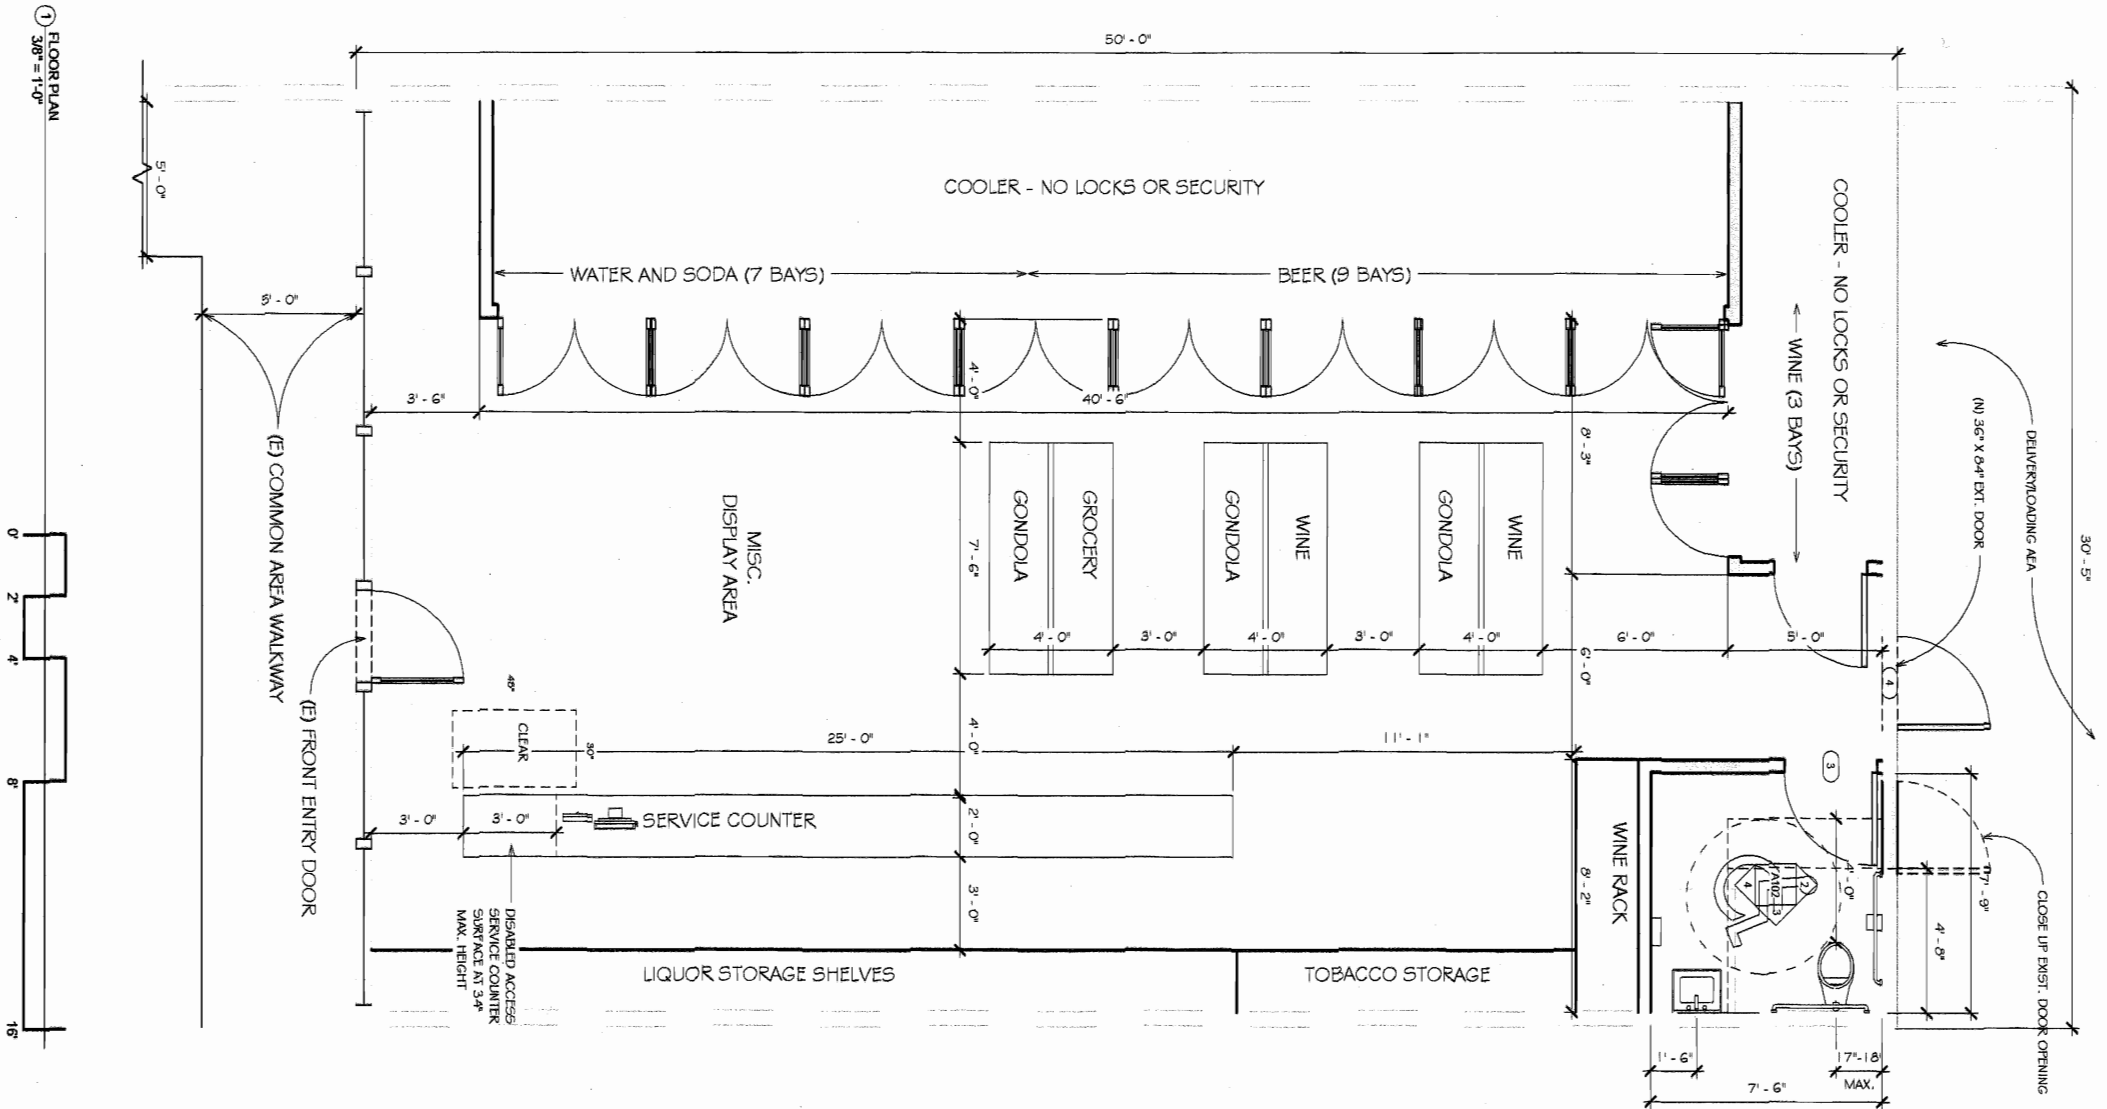 1
FLOOR PLAN
3/8" = 1'-0"
0'
2'
4'
8'
16'
50' - 0"
5' - 0"
5' - 0"
(E) COMMON AREA WALKWAY
(E) FRONT ENTRY DOOR
COOLER - NO LOCKS OR SECURITY
WATER AND SODA (7 BAYS)
BEER (9 BAYS)
COOLER - NO LOCKS OR SECURITY
WINE (3 BAYS)
3' - 6"
40' - 6"
4' - 0"
8' - 3"
MISC.
DISPLAY AREA
GROCERY
GONDOLA
WINE
GONDOLA
WINE
GONDOLA
7' - 6"
4' - 0"
3' - 0"
4' - 0"
3' - 0"
4' - 0"
6' - 0"
5' - 0"
6' - 0"
48"
CLEAR
30"
25' - 0"
4' - 0"
11' - 1"
3' - 0"
3' - 0"
SERVICE COUNTER
2' - 0"
3' - 0"
DISABLED ACCESS
SERVICE COUNTER
SURFACE AT 34"
MAX. HEIGHT
LIQUOR STORAGE SHELVES
TOBACCO STORAGE
8' - 2"
WINE RACK
3
4
A102
2
3
4
4' - 0"
7' - 9"
4' - 8"
1' - 6"
17"-18"
MAX.
7' - 6"
(N) 36" X 84" EXT. DOOR
DELIVERY/LOADING AEA
30' - 5"
CLOSE UP EXIST. DOOR OPENING